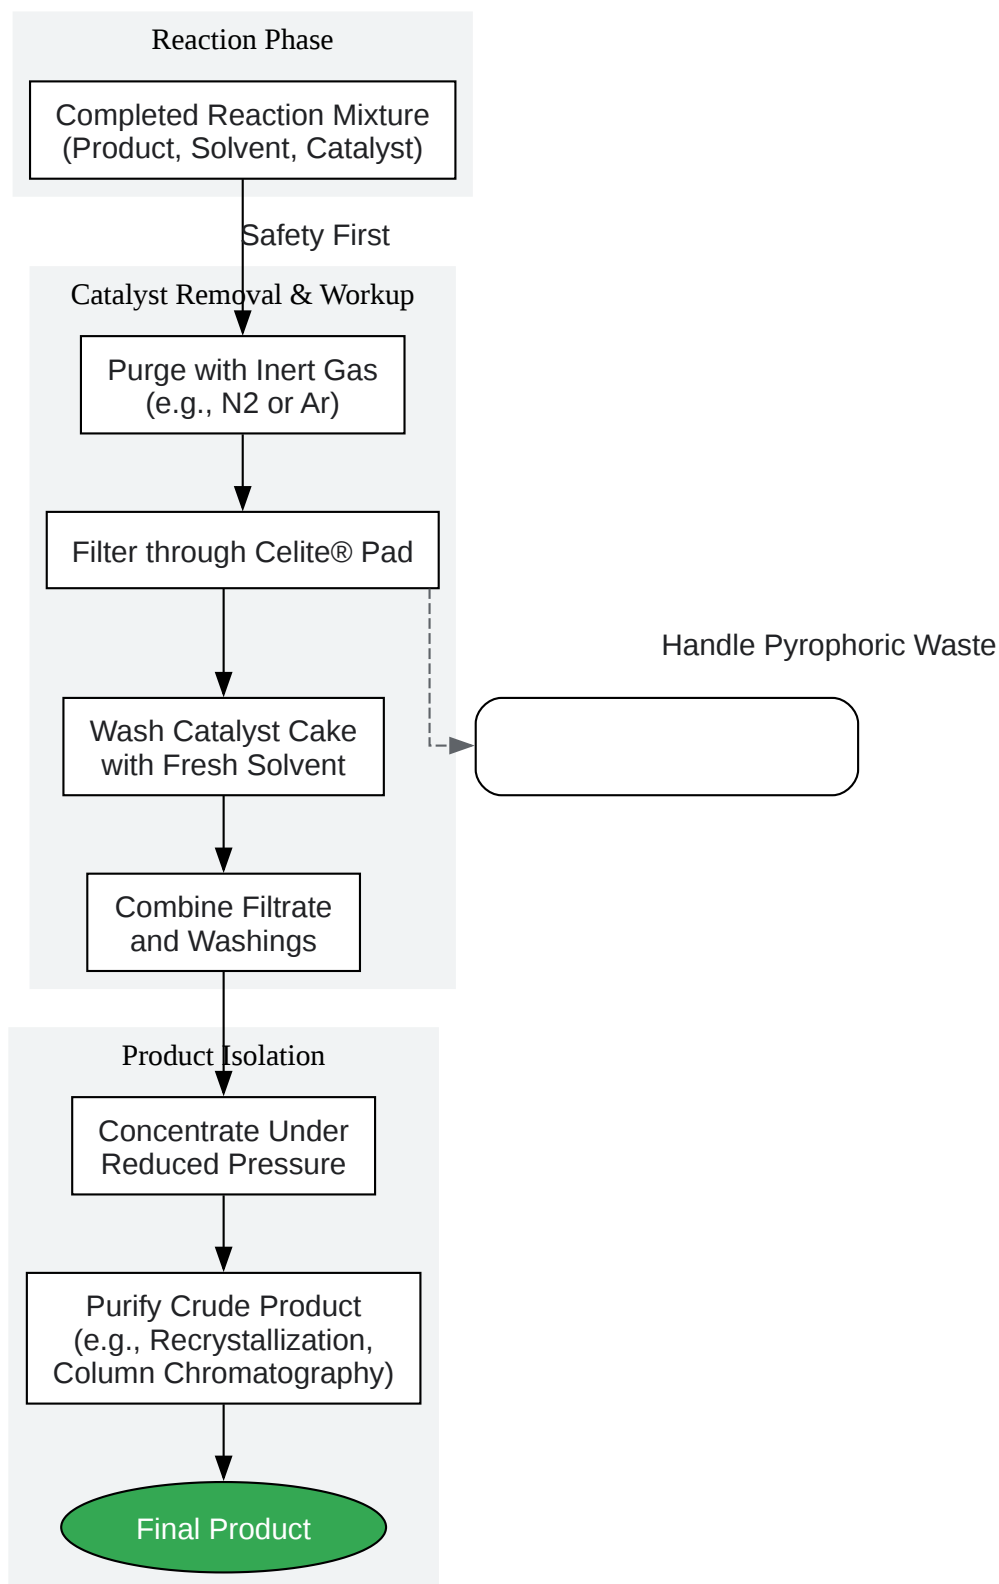 Reaction Phase
Completed Reaction Mixture
(Product, Solvent, Catalyst)
Safety First
Catalyst Removal & Workup
Purge with Inert Gas
(e.g., N2 or Ar)
Filter through Celite® Pad
Handle Pyrophoric Waste
Wash Catalyst Cake
with Fresh Solvent
Combine Filtrate
and Washings
Product Isolation
Concentrate Under
Reduced Pressure
Purify Crude Product
(e.g., Recrystallization,
Column Chromatography)
Final Product